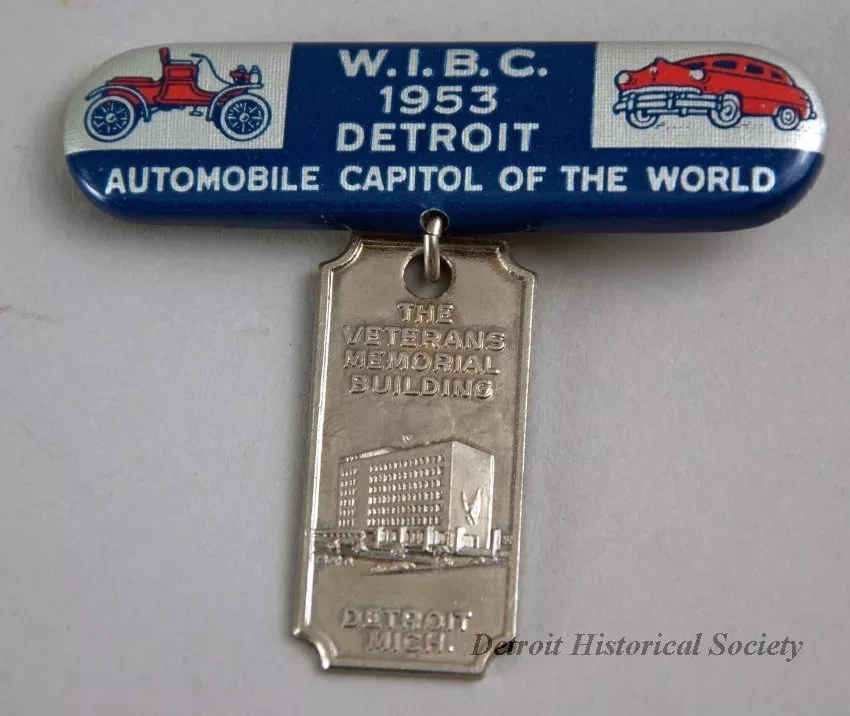 W.I.B.C.
1953
DETROIT
AUTOMOBILE CAPITOL OF THE WORLD
THE
VETERANS
MEMORIAL
BUILDING
DETROIT
MICH.
Detroit Historical Society